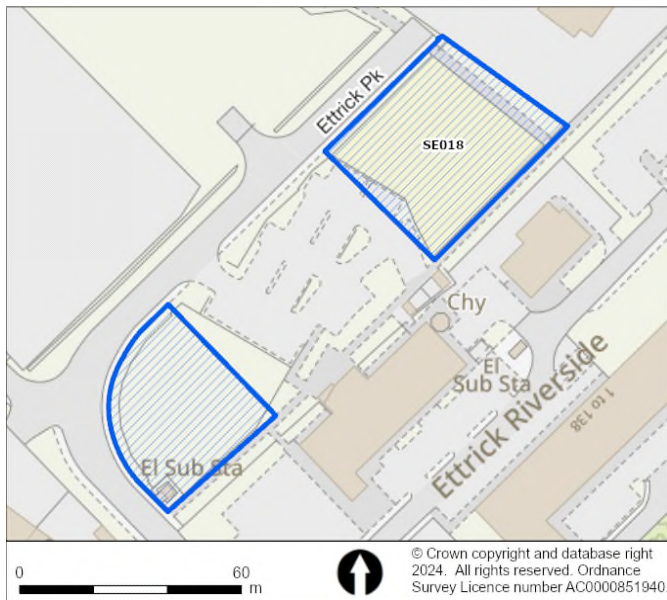 Ettrick Pk
SE018
Chy
El
Sub Sta
El Sub Sta
Ettrick Riverside
1 to 138
0 60
m
© Crown copyright and database right
2024. All rights reserved. Ordnance
Survey Licence number AC0000851940